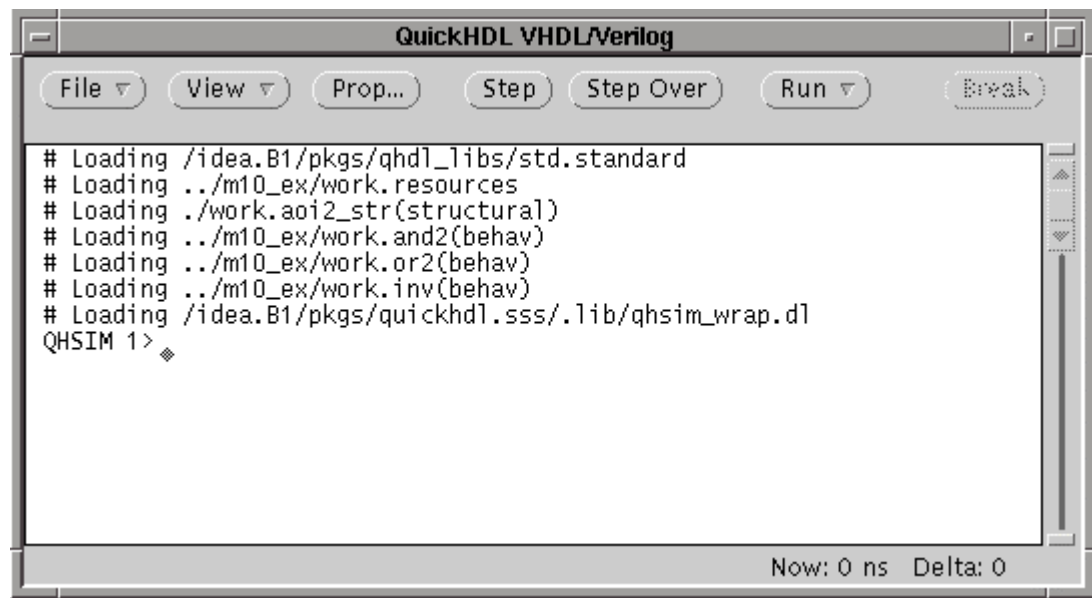 QuickHDL VHDL/Verilog
File View Prop... Step Step Over Run Break
# Loading /idea.B1/pkgs/qhdl_libs/std.standard
# Loading ../m10_ex/work.resources
# Loading ./work.aoi2_str(structural)
# Loading ../m10_ex/work.and2(behav)
# Loading ../m10_ex/work.or2(behav)
# Loading ../m10_ex/work.inv(behav)
# Loading /idea.B1/pkgs/quickhdl.sss/.lib/qhsim_wrap.dl
QHSIM 1>
Now: 0 ns Delta: 0